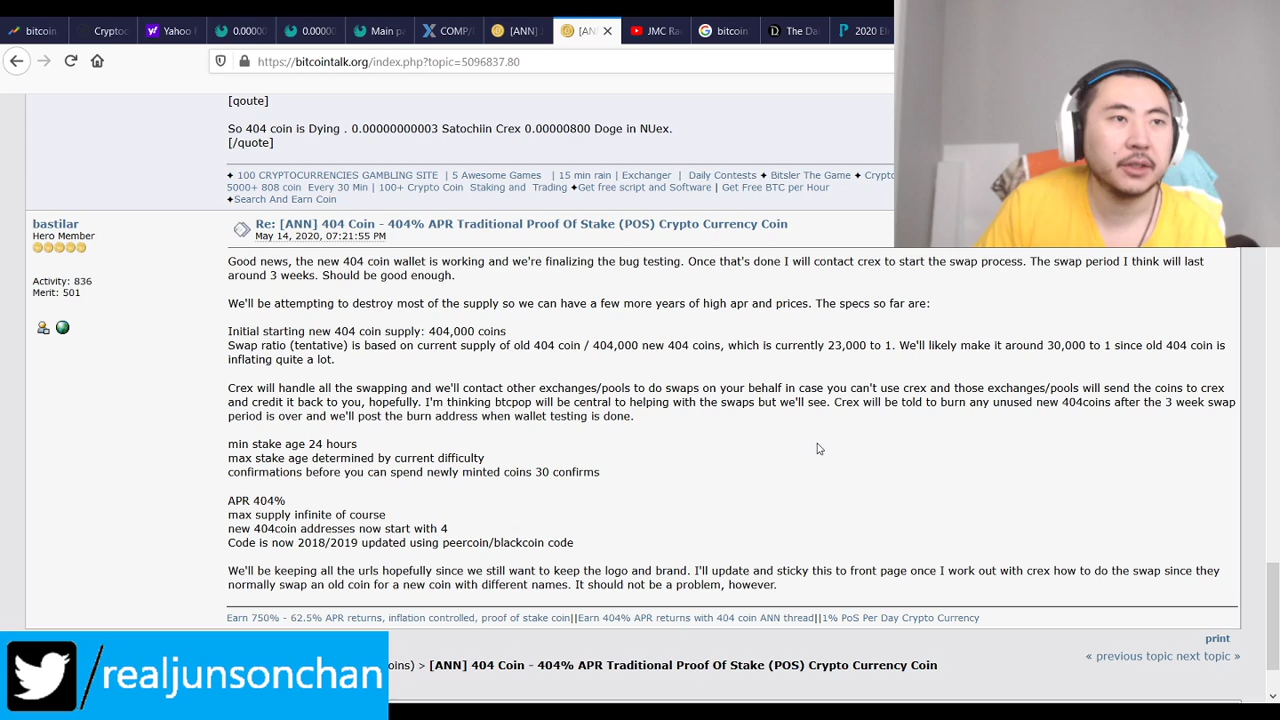 bitcoin
Cryptoc
Yahoo
0.00000
0.00000
Main pa
COMP/
[ANN]
[AN
JMC Ra
bitcoin
The Da
2020 El
https://bitcointalk.org/index.php?topic=5096837.80
[qoute]
So 404 coin is Dying . 0.00000000003 Satochiin Crex 0.00000800 Doge in NUex.
[/quote]
✦ 100 CRYPTOCURRENCIES GAMBLING SITE | 5 Awesome Games | 15 min rain | Exchanger | Daily Contests ✦ Bitsler The Game ✦ Crypto
5000+ 808 coin Every 30 Min | 100+ Crypto Coin Staking and Trading ✦Get free script and Software | Get Free BTC per Hour
✦Search And Earn Coin
bastilar
Hero Member
Activity: 836
Merit: 501
Re: [ANN] 404 Coin - 404% APR Traditional Proof Of Stake (POS) Crypto Currency Coin
May 14, 2020, 07:21:55 PM
Good news, the new 404 coin wallet is working and we're finalizing the bug testing. Once that's done I will contact crex to start the swap process. The swap period I think will last
around 3 weeks. Should be good enough.
We'll be attempting to destroy most of the supply so we can have a few more years of high apr and prices. The specs so far are:
Initial starting new 404 coin supply: 404,000 coins
Swap ratio (tentative) is based on current supply of old 404 coin / 404,000 new 404 coins, which is currently 23,000 to 1. We'll likely make it around 30,000 to 1 since old 404 coin is
inflating quite a lot.
Crex will handle all the swapping and we'll contact other exchanges/pools to do swaps on your behalf in case you can't use crex and those exchanges/pools will send the coins to crex
and credit it back to you, hopefully. I'm thinking btcpop will be central to helping with the swaps but we'll see. Crex will be told to burn any unused new 404coins after the 3 week swap
period is over and we'll post the burn address when wallet testing is done.
min stake age 24 hours
max stake age determined by current difficulty
confirmations before you can spend newly minted coins 30 confirms
APR 404%
max supply infinite of course
new 404coin addresses now start with 4
Code is now 2018/2019 updated using peercoin/blackcoin code
We'll be keeping all the urls hopefully since we still want to keep the logo and brand. I'll update and sticky this to front page once I work out with crex how to do the swap since they
normally swap an old coin for a new coin with different names. It should not be a problem, however.
Earn 750% - 62.5% APR returns, inflation controlled, proof of stake coin||Earn 404% APR returns with 404 coin ANN thread||1% PoS Per Day Crypto Currency
print
« previous topic next topic »
oins) > [ANN] 404 Coin - 404% APR Traditional Proof Of Stake (POS) Crypto Currency Coin
/realjunsonchan